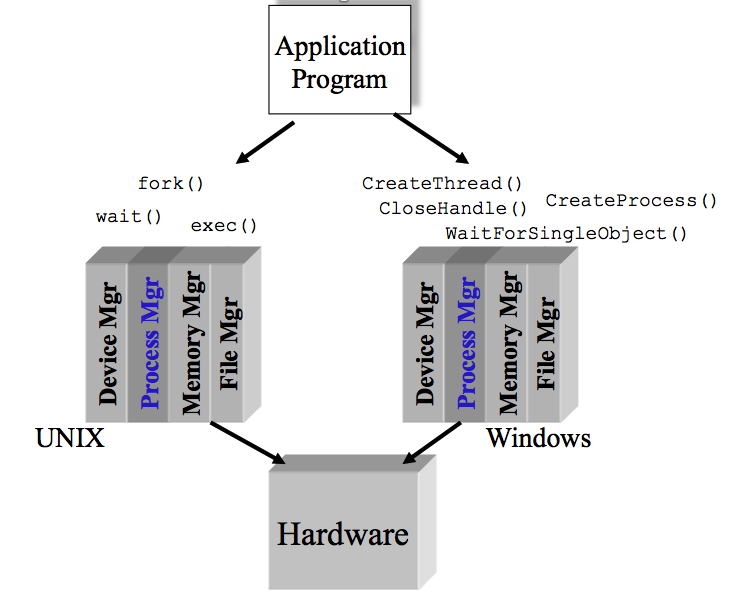 Application
Program
fork()
wait()
exec()
CreateThread()
CreateProcess()
CloseHandle()
WaitForSingleObject()
Device Mgr
Process Mgr
Memory Mgr
File Mgr
UNIX
Device Mgr
Process Mgr
Memory Mgr
File Mgr
Windows
Hardware